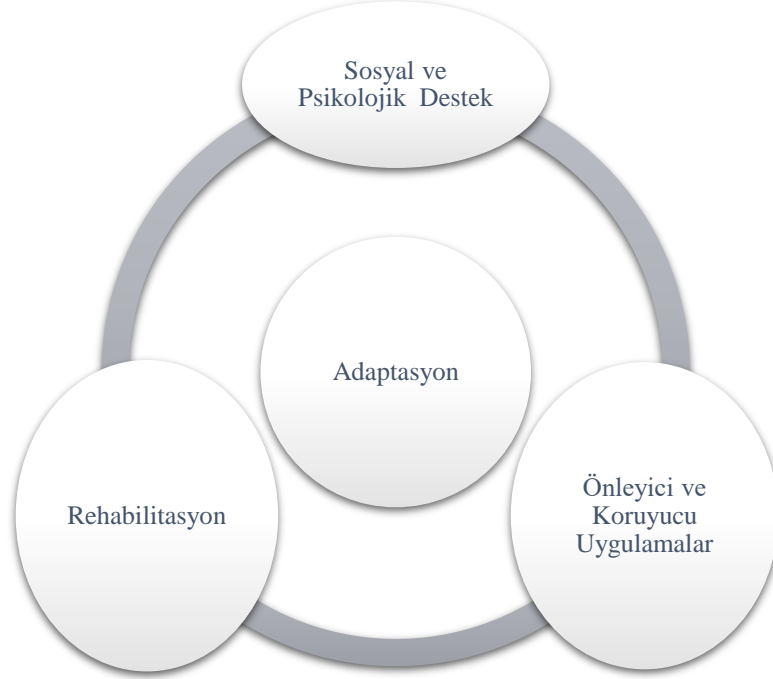 Sosyal ve
Psikolojik Destek
Adaptasyon
Rehabilitasyon
Önleyici ve
Koruyucu
Uygulamalar